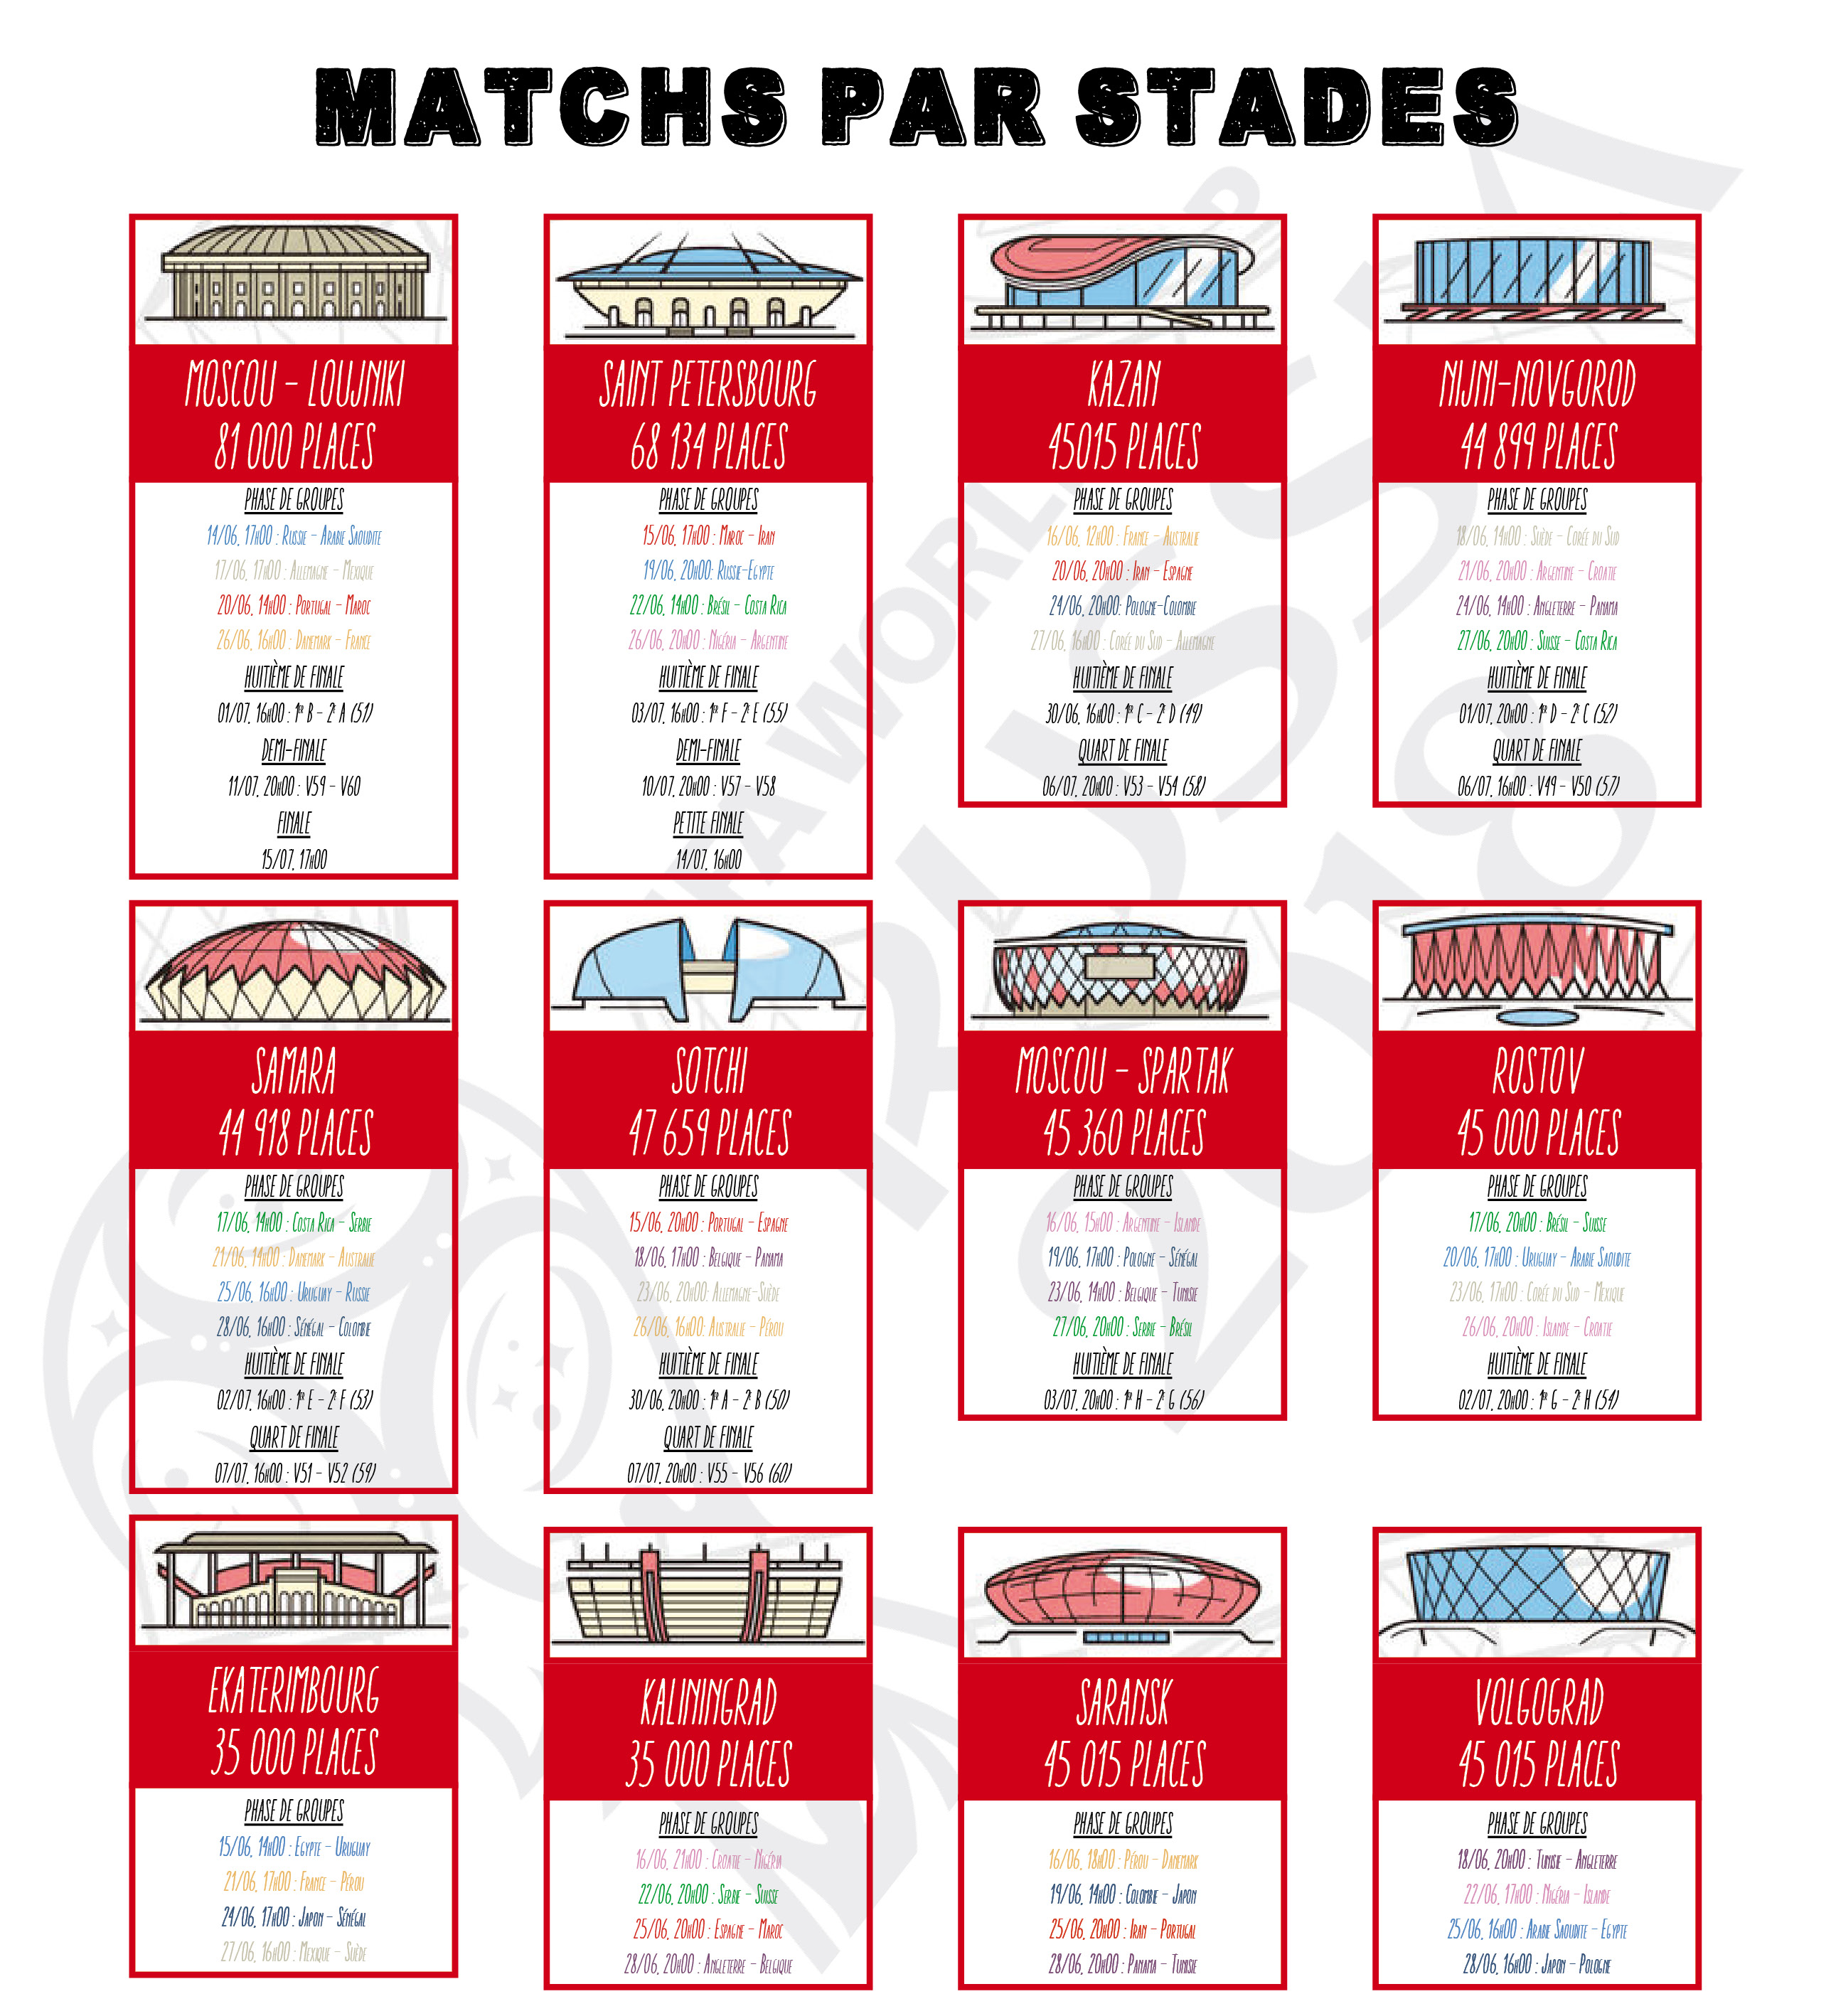 MATCHS PAR STADES
MOSCOU - LOUJNIKI
81 000 PLACES
PHASE DE GROUPES
14/06, 17H00 : RUSSIE - ARABIE SAOUDITE
17/06, 17H00 : ALLEMAGNE - MEXIQUE
20/06, 14H00 : PORTUGAL - MAROC
26/06, 16H00 : DANEMARK - FRANCE
HUITIÈME DE FINALE
01/07, 16H00 : 1ER B - 2E A (51)
DEMI-FINALE
11/07, 20H00 : V59 - V60
FINALE
15/07, 17H00
SAINT PETERSBOURG
68 134 PLACES
PHASE DE GROUPES
15/06, 17H00 : MAROC - IRAN
19/06, 20H00: RUSSIE-EGYPTE
22/06, 14H00 : BRÉSIL - COSTA RICA
26/06, 20H00 : NIGÉRIA - ARGENTINE
HUITIÈME DE FINALE
03/07, 16H00 : 1ER F - 2E E (55)
DEMI-FINALE
10/07, 20H00 : V57 - V58
PETITE FINALE
14/07, 16H00
KAZAN
45015 PLACES
PHASE DE GROUPES
16/06, 12H00 : FRANCE - AUSTRALIE
20/06, 20H00 : IRAN - ESPAGNE
24/06, 20H00: POLOGNE-COLOMBIE
27/06, 16H00 : CORÉE DU SUD - ALLEMAGNE
HUITIÈME DE FINALE
30/06, 16H00 : 1ER C - 2E D (49)
QUART DE FINALE
06/07, 20H00 : V53 - V54 (58)
NIJNI-NOVGOROD
44 899 PLACES
PHASE DE GROUPES
18/06, 14H00 : SUÈDE - CORÉE DU SUD
21/06, 20H00 : ARGENTINE - CROATIE
24/06, 14H00 : ANGLETERRE - PANAMA
27/06, 20H00 : SUISSE - COSTA RICA
HUITIÈME DE FINALE
01/07, 20H00 : 1ER D - 2E C (52)
QUART DE FINALE
06/07, 16H00 : V49 - V50 (57)
SAMARA
44 918 PLACES
PHASE DE GROUPES
17/06, 14H00 : COSTA RICA - SERBIE
21/06, 14H00 : DANEMARK - AUSTRALIE
25/06, 16H00 : URUGUAY - RUSSIE
28/06, 16H00 : SÉNÉGAL - COLOMBIE
HUITIÈME DE FINALE
02/07, 16H00 : 1ER E - 2E F (53)
QUART DE FINALE
07/07, 16H00 : V51 - V52 (59)
SOTCHI
47 659 PLACES
PHASE DE GROUPES
15/06, 20H00 : PORTUGAL - ESPAGNE
18/06, 17H00 : BELGIQUE - PANAMA
23/06, 20H00: ALLEMAGNE-SUÈDE
26/06, 16H00: AUSTRALIE - PÉROU
HUITIÈME DE FINALE
30/06, 20H00 : 1ER A - 2E B (50)
QUART DE FINALE
07/07, 20H00 : V55 - V56 (60)
MOSCOU - SPARTAK
45 360 PLACES
PHASE DE GROUPES
16/06, 15H00 : ARGENTINE - ISLANDE
19/06, 17H00 : POLOGNE - SÉNÉGAL
23/06, 14H00 : BELGIQUE - TUNISIE
27/06, 20H00 : SERBIE - BRÉSIL
HUITIÈME DE FINALE
03/07, 20H00 : 1ER H - 2E G (56)
ROSTOV
45 000 PLACES
PHASE DE GROUPES
17/06, 20H00 : BRÉSIL - SUISSE
20/06, 17H00 : URUGUAY - ARABIE SAOUDITE
23/06, 17H00 : CORÉE DU SUD - MEXIQUE
26/06, 20H00 : ISLANDE - CROATIE
HUITIÈME DE FINALE
02/07, 20H00 : 1ER G - 2E H (54)
EKATERIMBOURG
35 000 PLACES
PHASE DE GROUPES
15/06, 14H00 : EGYPTE - URUGUAY
21/06, 17H00 : FRANCE - PÉROU
24/06, 17H00 : JAPON - SÉNÉGAL
27/06, 16H00 : MEXIQUE - SUÈDE
KALININGRAD
35 000 PLACES
PHASE DE GROUPES
16/06, 21H00 : CROATIE - NIGÉRIA
22/06, 20H00 : SERBIE - SUISSE
25/06, 20H00 : ESPAGNE - MAROC
28/06, 20H00 : ANGLETERRE - BELGIQUE
SARANSK
45 015 PLACES
PHASE DE GROUPES
16/06, 18H00 : PÉROU - DANEMARK
19/06, 14H00 : COLOMBIE - JAPON
25/06, 20H00 : IRAN - PORTUGAL
28/06, 20H00 : PANAMA - TUNISIE
VOLGOGRAD
45 015 PLACES
PHASE DE GROUPES
18/06, 20H00 : TUNISIE - ANGLETERRE
22/06, 17H00 : NIGÉRIA - ISLANDE
25/06, 16H00 : ARABIE SAOUDITE - EGYPTE
28/06, 16H00 : JAPON - POLOGNE